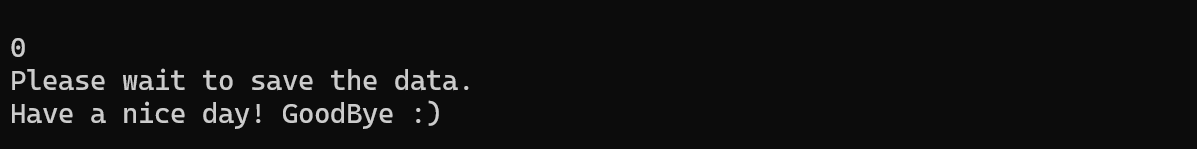 0
Please wait to save the data.
Have a nice day! GoodBye :)